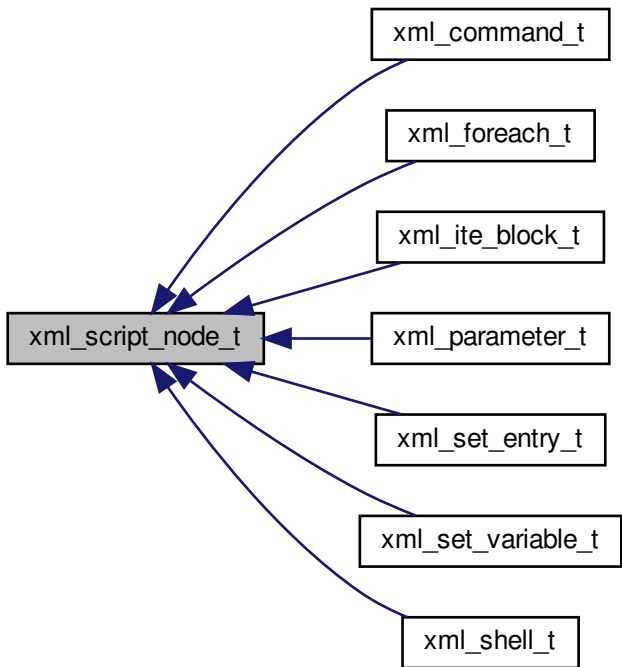 xml_command_t
xml_foreach_t
xml_ite_block_t
xml_script_node_t
xml_parameter_t
xml_set_entry_t
xml_set_variable_t
xml_shell_t